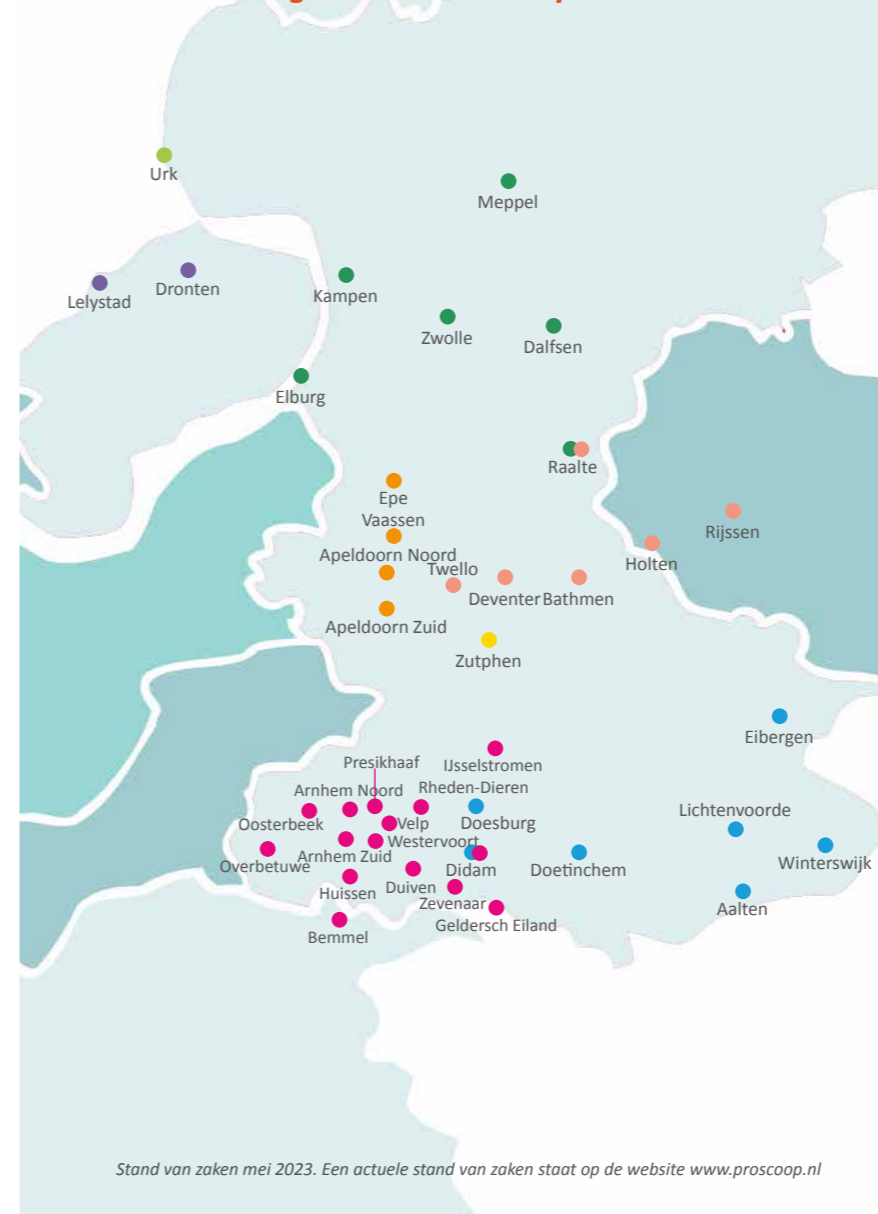 Urk
Meppel
Lelystad
Dronten
Kampen
Zwolle
Dalfsen
Elburg
Raalte
Epe
Vaassen
Rijssen
Apeldoorn Noord
Holten
Twello
Deventer
Bathmen
Apeldoorn Zuid
Zutphen
Eibergen
Presikhaaf
IJsselstromen
Arnhem Noord
Rheden-Dieren
Lichtenvoorde
Oosterbeek
Velp
Doesburg
Westervoort
Arnhem Zuid
Overbetuwe
Winterswijk
Didam
Doetinchem
Huissen
Duiven
Zevenaar
Aalten
Geldersch Eiland
Bemmel
Stand van zaken mei 2023. Een actuele stand van zaken staat op de website www.proscoop.nl